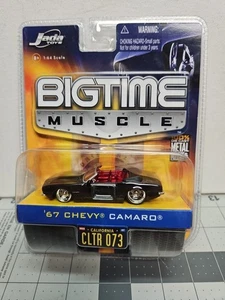 Jada
TOYS
1:64 Scale
WARNING:
CHOKING HAZARD-Small parts.
Not for children under 3 years.
BIGTIME
MUSCLE
METAL
'67 CHEVY® CAMARO®
CALIFORNIA
CLTR 073